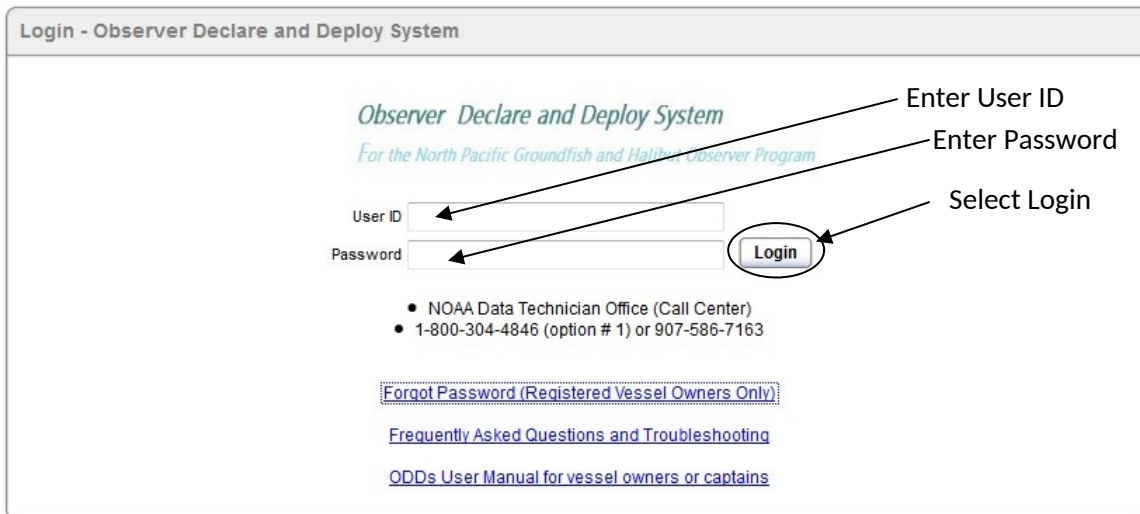 Login - Observer Declare and Deploy System
Observer Declare and Deploy System
For the North Pacific Groundfish and Halibut Observer Program
Enter User ID
Enter Password
Select Login
User ID
Password
Login
• NOAA Data Technician Office (Call Center)
• 1-800-304-4846 (option # 1) or 907-586-7163
Forgot Password (Registered Vessel Owners Only)
Frequently Asked Questions and Troubleshooting
ODDs User Manual for vessel owners or captains